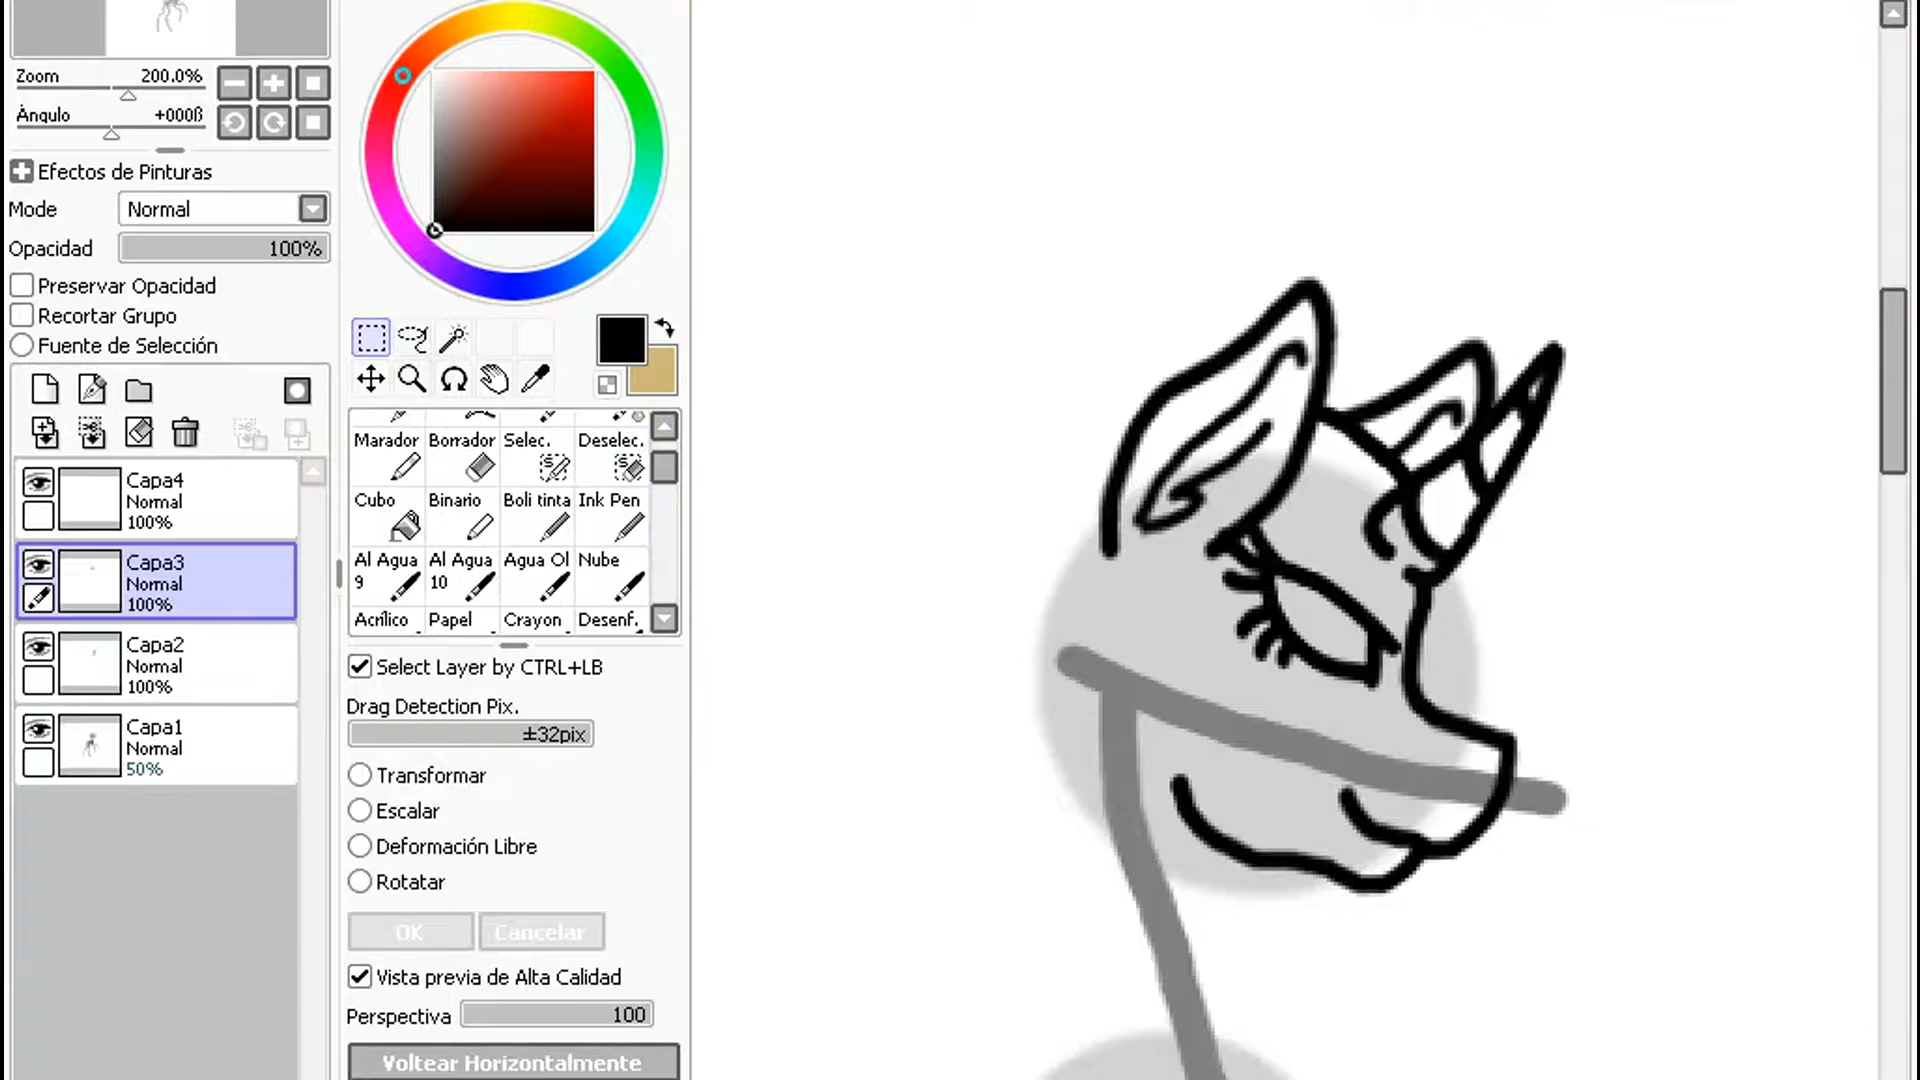 Zoom 200.0%
Ángulo +000ß
Efectos de Pinturas
Mode Normal
Opacidad 100%
Preservar Opacidad
Recortar Grupo
Fuente de Selección
Capa4
Normal
100%
Capa3
Normal
100%
Capa2
Normal
100%
Capa1
Normal
50%
Marador Borrador Selec. Deselec.
Cubo Binario Boli tinta Ink Pen
Al Agua 9 Al Agua 10 Agua Ol Nube
Acrílico Papel Crayon Desenf.
Select Layer by CTRL+LB
Drag Detection Pix.
±32pix
Transformar
Escalar
Deformación Libre
Rotatar
OK Cancelar
Vista previa de Alta Calidad
Perspectiva 100
Voltear Horizontalmente